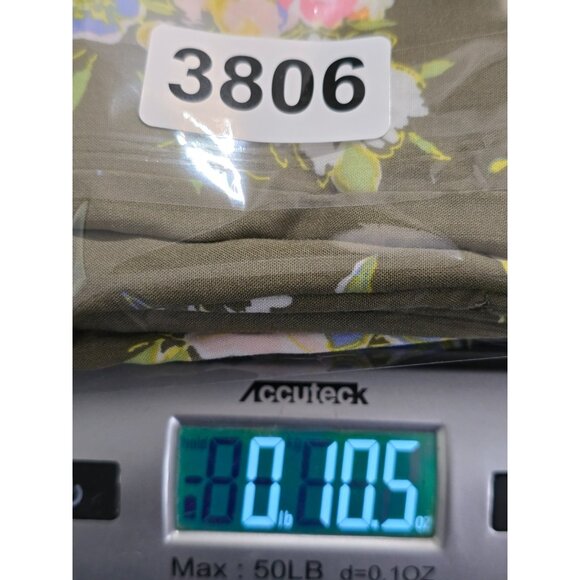 3806
Accuteck
0 lb 10.5 oz
Max : 50LB d=0.1OZ